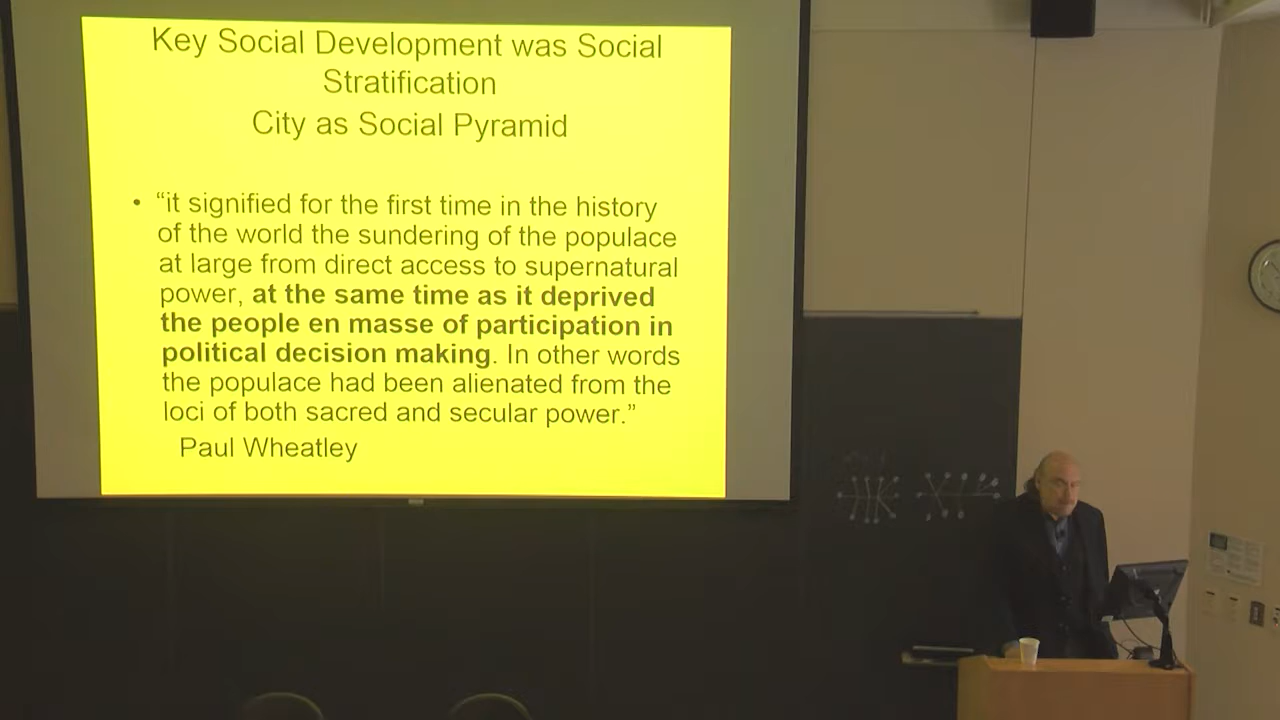 Key Social Development was Social
Stratification
City as Social Pyramid
• “it signified for the first time in the history
of the world the sundering of the populace
at large from direct access to supernatural
power, at the same time as it deprived
the people en masse of participation in
political decision making. In other words
the populace had been alienated from the
loci of both sacred and secular power.”
Paul Wheatley